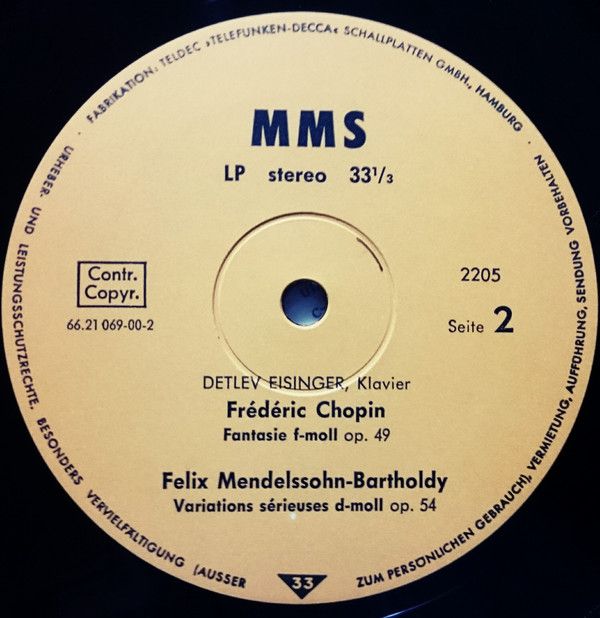 · FABRIKATION: TELDEC »TELEFUNKEN-DECCA« SCHALLPLATTEN GMBH., HAMBURG ·
URHEBER- UND LEISTUNGSSCHUTZRECHTE. BESONDERS VERVIELFÄLTIGUNG (AUSSER ZUM PERSÖNLICHEN GEBRAUCH), VERMIETUNG, AUFFÜHRUNG, SENDUNG VORBEHALTEN
MMS
LP stereo 33¹/₃
Contr.
Copyr.
66.21 069-00-2
2205
Seite 2
DETLEV EISINGER, Klavier
Frédéric Chopin
Fantasie f-moll op. 49
Felix Mendelssohn-Bartholdy
Variations sérieuses d-moll op. 54
33